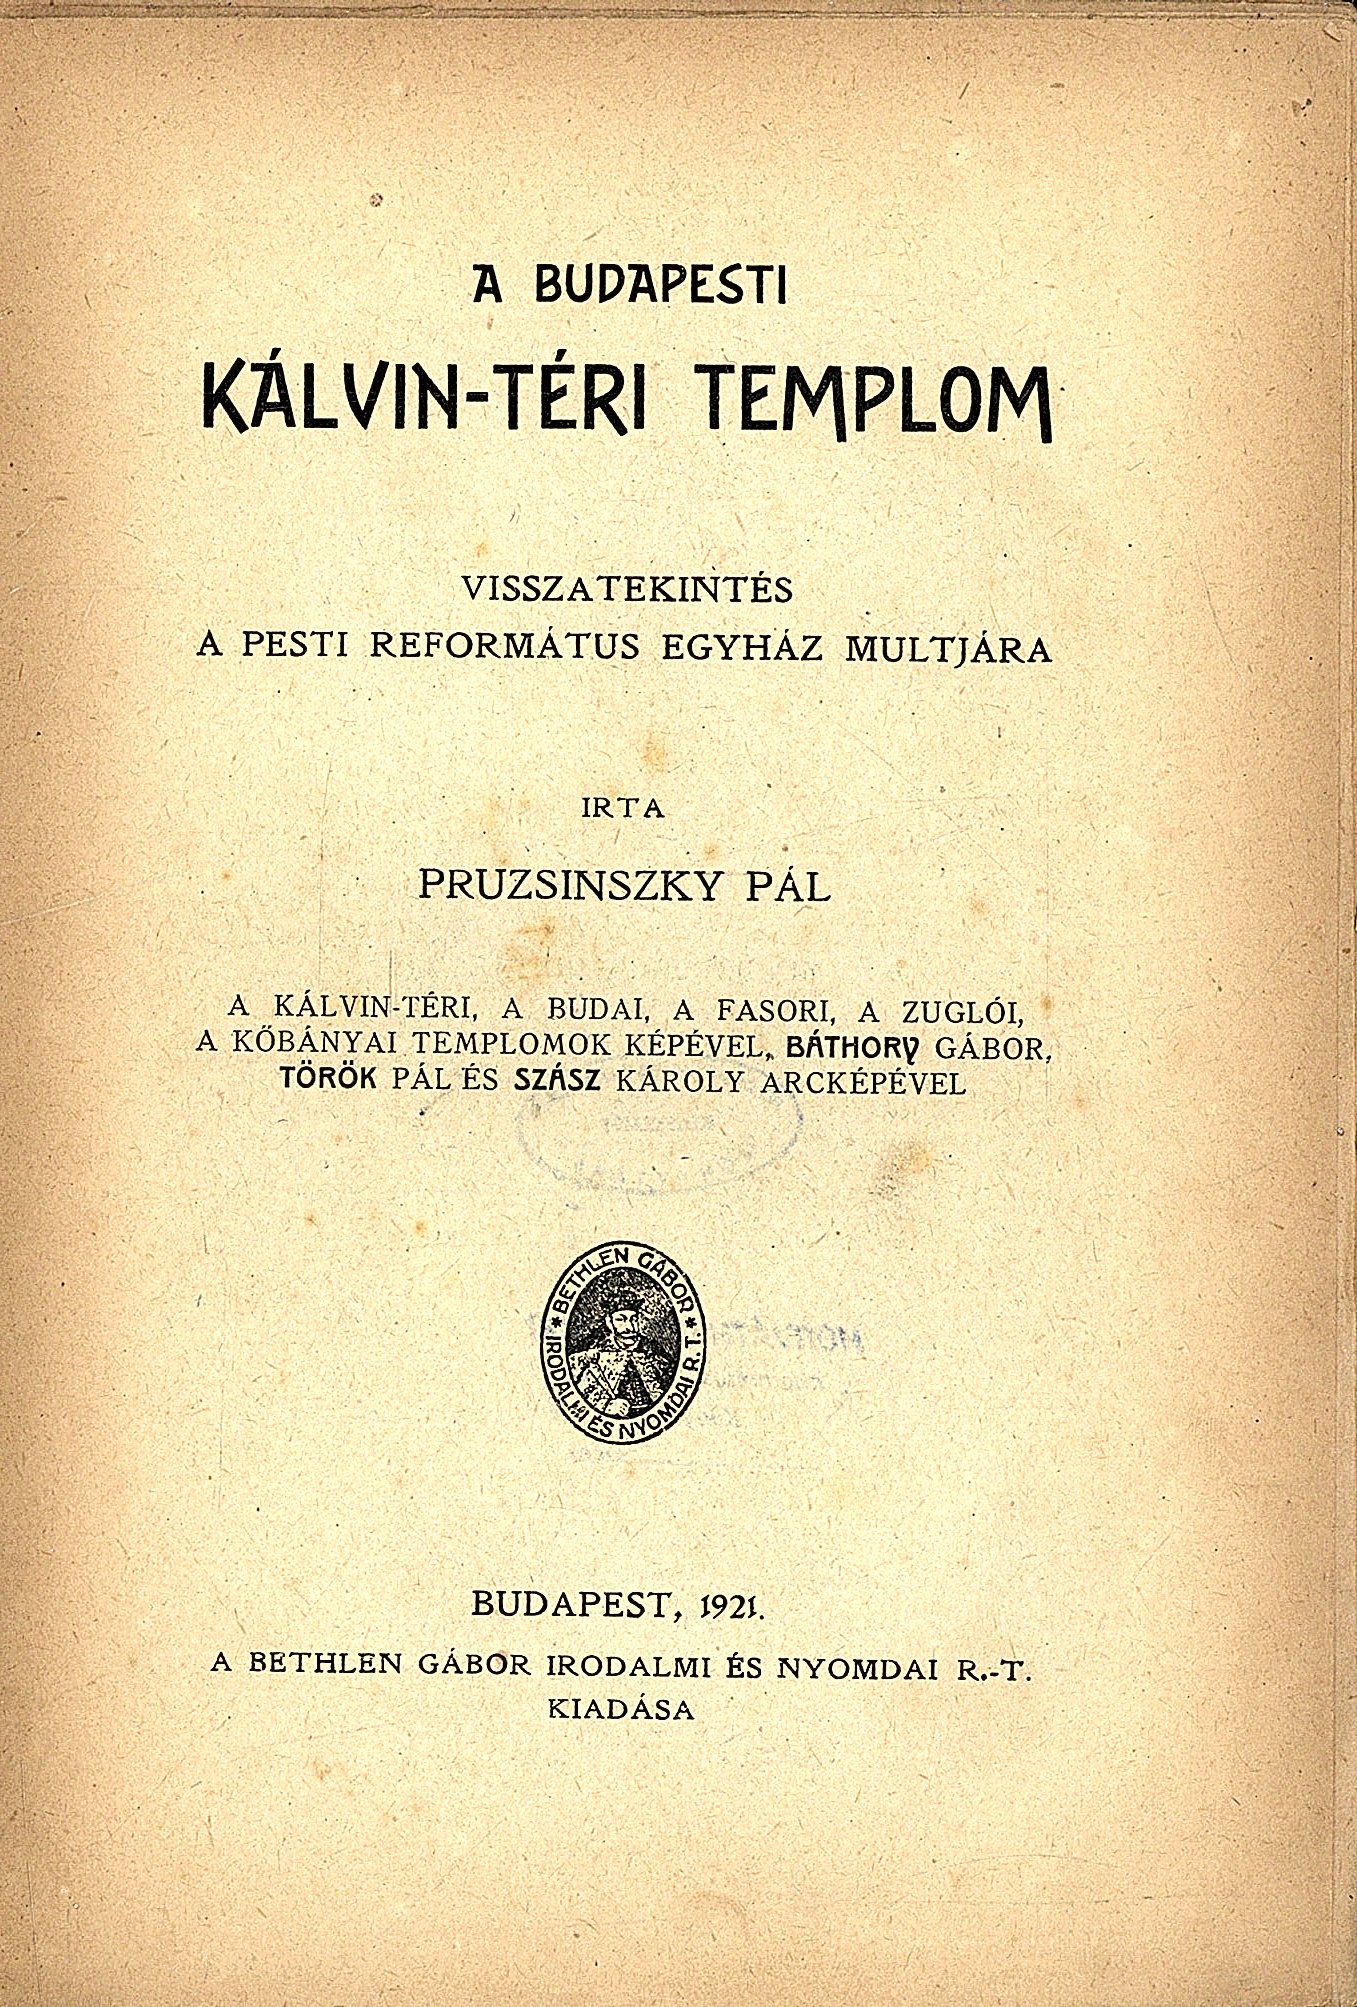 A BUDAPESTI
KÁLVIN-TÉRI TEMPLOM
VISSZATEKINTÉS
A PESTI REFORMÁTUS EGYHÁZ MULTJÁRA
IRTA
PRUZSINSZKY PÁL
A KÁLVIN-TÉRI, A BUDAI, A FASORI, A ZUGLÓI,
A KŐBÁNYAI TEMPLOMOK KÉPÉVEL, BÁTHORY GÁBOR,
TÖRÖK PÁL ÉS SZÁSZ KÁROLY ARCKÉPÉVEL
* BETHLEN GÁBOR *
IRODALMI ÉS NYOMDAI R. T.
BUDAPEST, 1921.
A BETHLEN GÁBOR IRODALMI ÉS NYOMDAI R.-T.
KIADÁSA